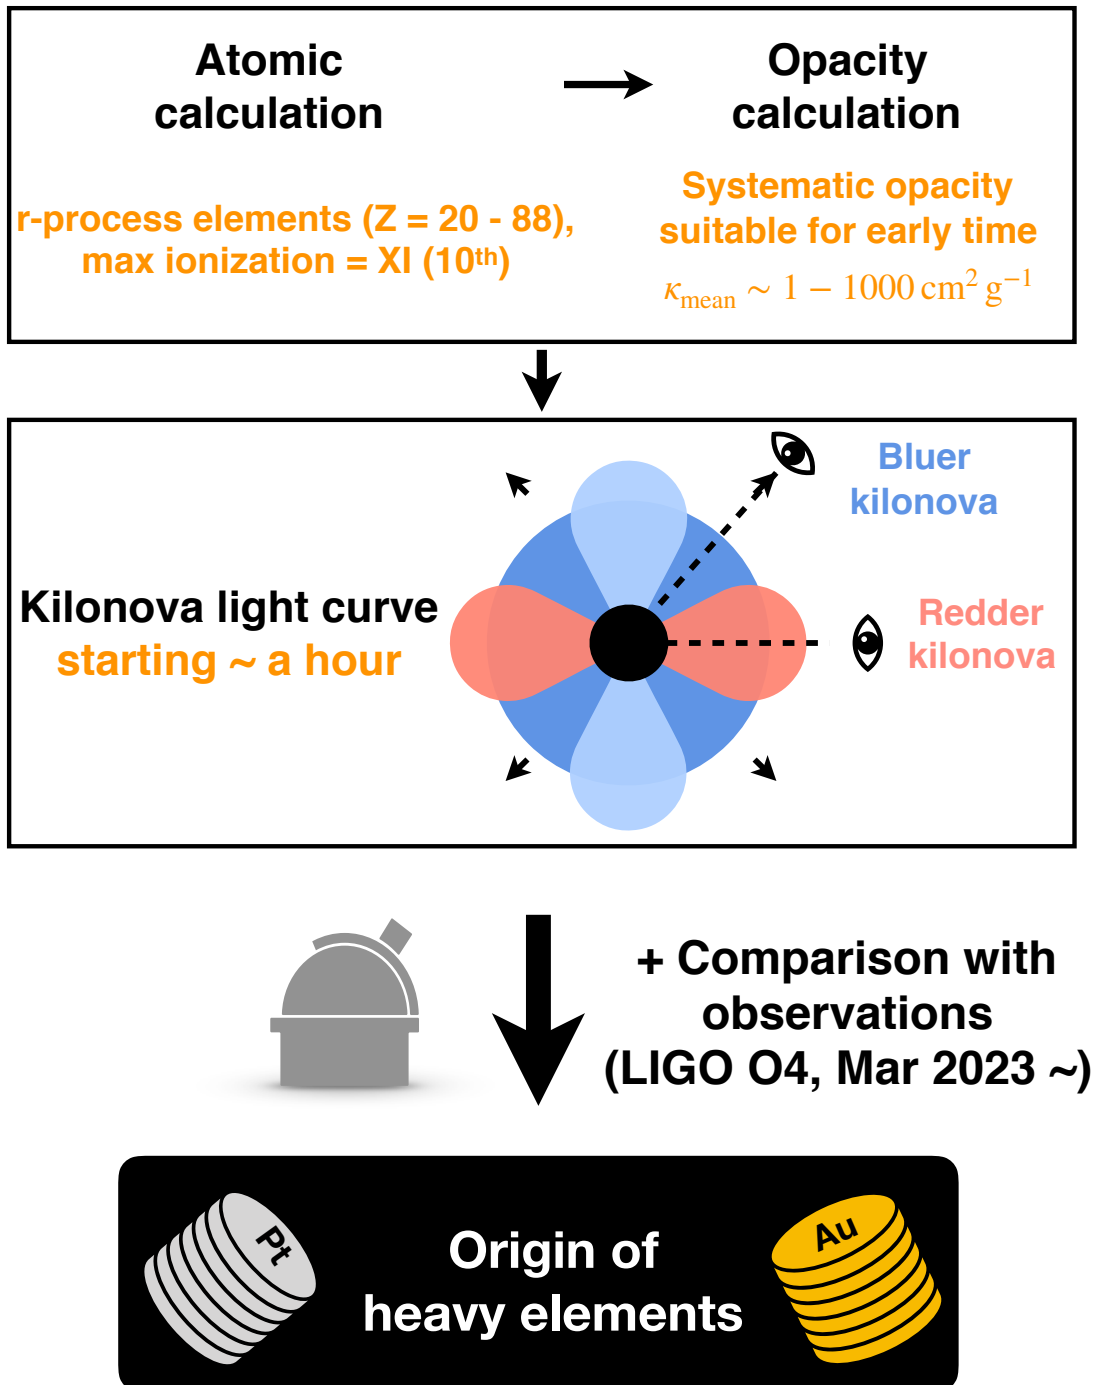 Atomic
calculation
Opacity
calculation
r-process elements (Z = 20 - 88),
max ionization = XI (10ᵗʰ)
Systematic opacity
suitable for early time
κ_mean ∼ 1 − 1000 cm² g⁻¹
Bluer
kilonova
Kilonova light curve
starting ~ a hour
Redder
kilonova
+ Comparison with
observations
(LIGO O4, Mar 2023 ~)
Pt
Origin of
heavy elements
Au